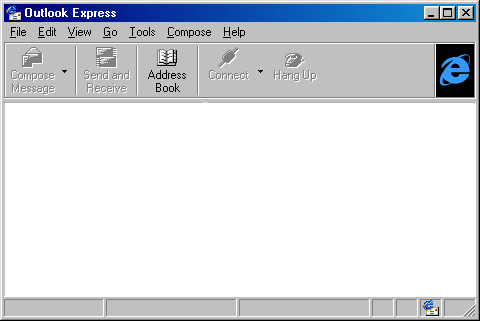 Outlook Express
File Edit View Go Tools Compose Help
Compose Message
Send and Receive
Address Book
Connect
Hang Up